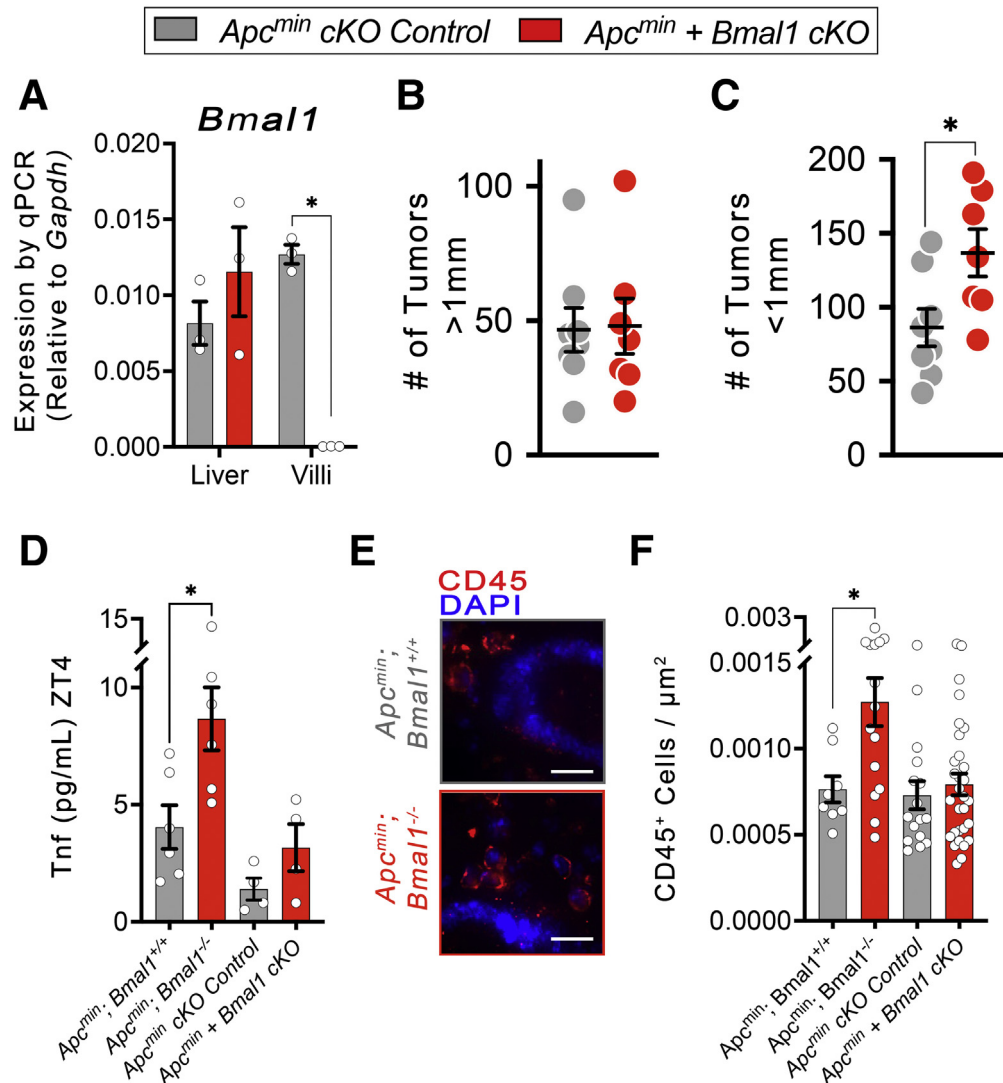 Apc^min cKO Control Apc^min + Bmal1 cKO
A
Bmal1
Expression by qPCR
(Relative to Gapdh)
0.020
0.015
0.010
0.005
0.000
*
Liver Villi
B
# of Tumors
>1mm
100
50
0
C
# of Tumors
<1mm
200
150
100
50
0
*
D
Tnf (pg/mL) ZT4
15
10
5
0
*
Apc^min; Bmal1^+/+
Apc^min; Bmal1^-/-
Apc^min cKO Control
Apc^min + Bmal1 cKO
E
CD45
DAPI
Apc^min;
Bmal1^+/+
Apc^min;
Bmal1^-/-
F
CD45⁺ Cells / µm²
0.003
0.0015
0.0010
0.0005
0.0000
*
Apc^min; Bmal1^+/+
Apc^min; Bmal1^-/-
Apc^min cKO Control
Apc^min + Bmal1 cKO